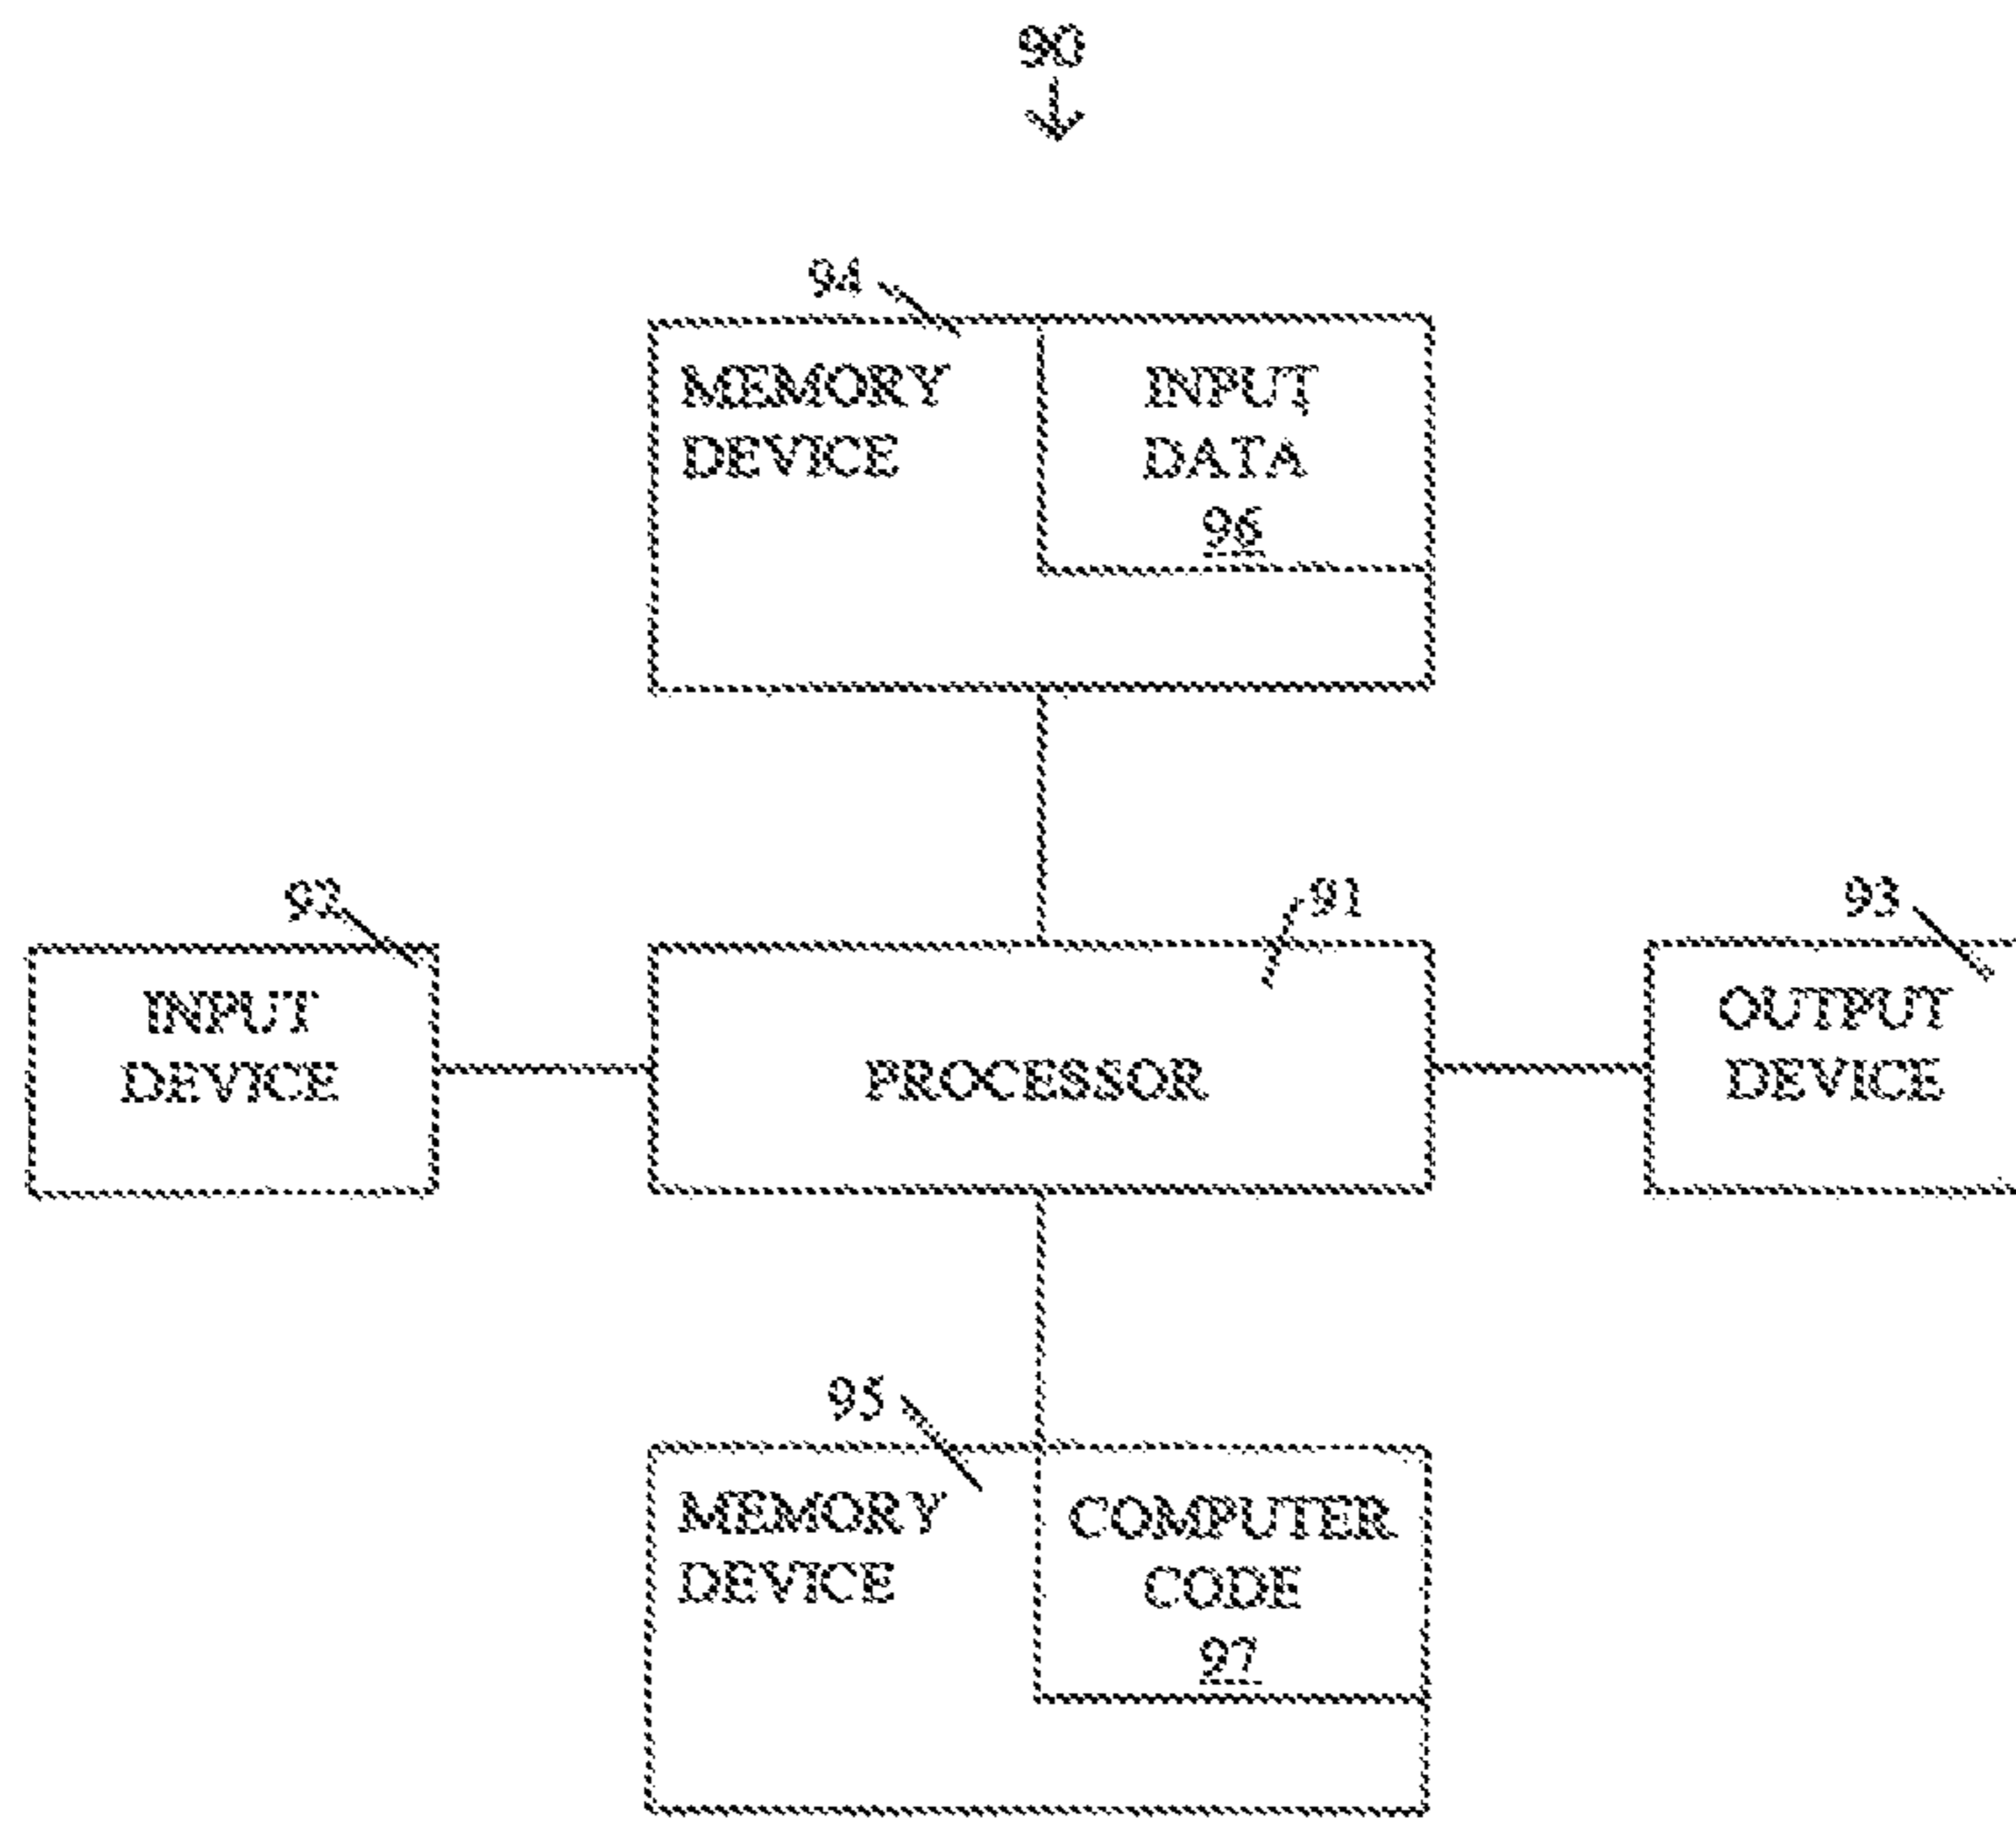 90
94
MEMORY
DEVICE
INPUT
DATA
96
92
91
93
INPUT
DEVICE
PROCESSOR
OUTPUT
DEVICE
95
MEMORY
DEVICE
COMPUTER
CODE
97